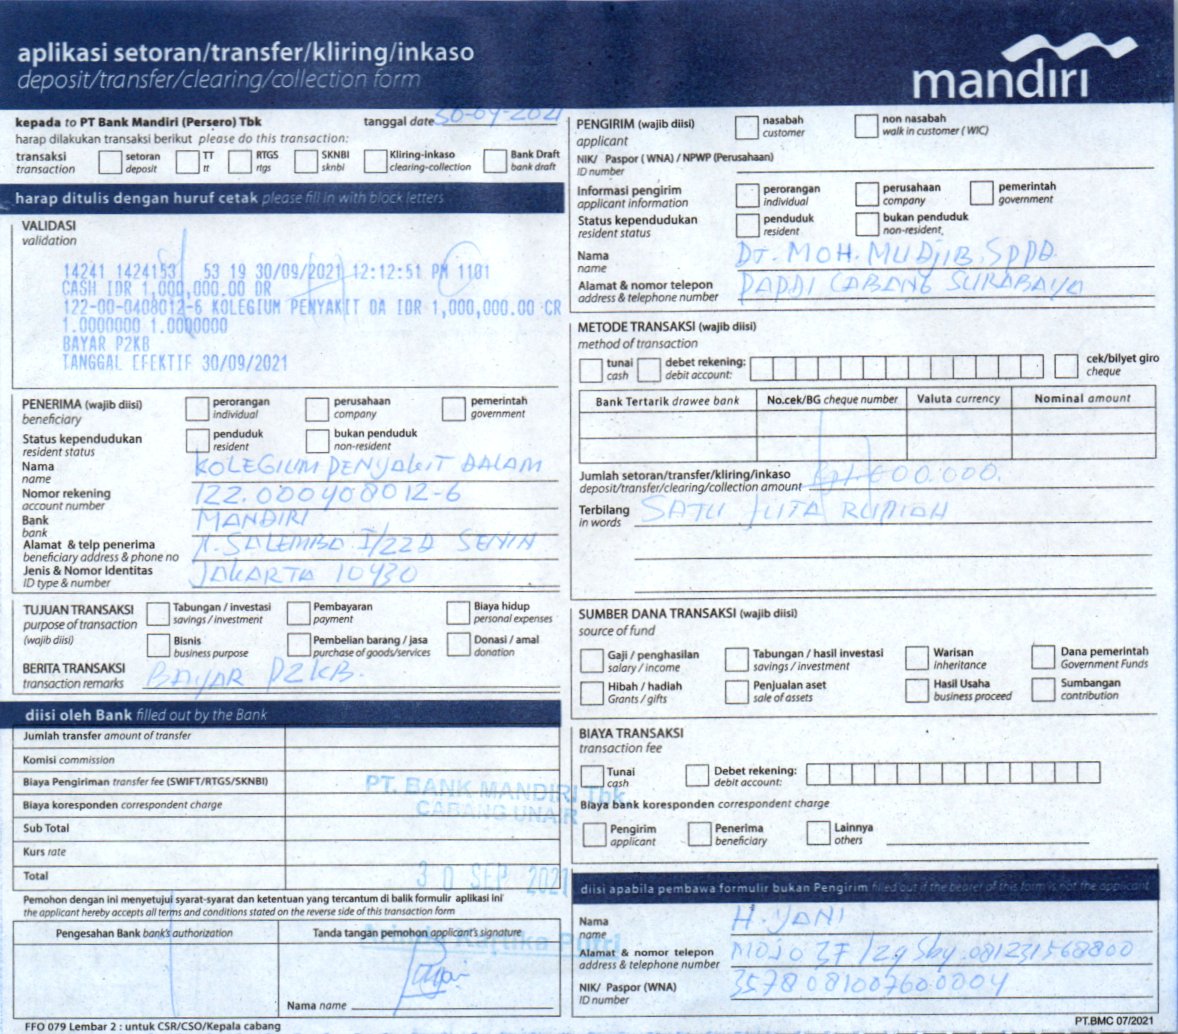 aplikasi setoran/transfer/kliring/inkaso
deposit/transfer/clearing/collection form
mandiri
kepada to PT Bank Mandiri (Persero) Tbk
tanggal date 30-09-2021
harap dilakukan transaksi berikut please do this transaction:
transaksi transaction
setoran deposit
TT tt
RTGS rtgs
SKNBI sknbi
Kliring-inkaso clearing-collection
Bank Draft bank draft
harap ditulis dengan huruf cetak please fill in with block letters
VALIDASI
validation
14241 1424153 53 19 30/09/2021 12:12:51 PM 1101
CASH IDR 1,000,000.00 DR
122-00-0408012-6 KOLEGIUM PENYAKIT DA IDR 1,000,000.00 CR
1.0000000 1.0000000
BAYAR P2KB
TANGGAL EFEKTIF 30/09/2021
PENERIMA (wajib diisi)
beneficiary
perorangan individual
perusahaan company
pemerintah government
Status kependudukan
resident status
penduduk resident
bukan penduduk non-resident
Nama
name
KOLEGIUM PENYAKIT DALAM
Nomor rekening
account number
122.000408012-6
Bank
bank
MANDIRI
Alamat & telp penerima
beneficiary address & phone no
Jl. SALEMBA I/22D SENIN
Jenis & Nomor Identitas
ID type & number
JAKARTA 10430
TUJUAN TRANSAKSI
purpose of transaction
(wajib diisi)
Tabungan / investasi savings / investment
Pembayaran payment
Biaya hidup personal expenses
Bisnis business purpose
Pembelian barang / jasa purchase of goods/services
Donasi / amal donation
BERITA TRANSAKSI
transaction remarks
BAYAR P2KB.
diisi oleh Bank filled out by the Bank
Jumlah transfer amount of transfer
Komisi commission
Biaya Pengiriman transfer fee (SWIFT/RTGS/SKNBI)
Biaya koresponden correspondent charge
Sub Total
Kurs rate
Total
PT. BANK MANDIRI Tbk
CABANG UNAIR
30 SEP 2021
Kartika Putri
Pemohon dengan ini menyetujui syarat-syarat dan ketentuan yang tercantum di balik formulir aplikasi ini
the applicant hereby accepts all terms and conditions stated on the reverse side of this transaction form
Pengesahan Bank bank's authorization
Tanda tangan pemohon applicant's signature
Nama name
FFO 079 Lembar 2 : untuk CSR/CSO/Kepala cabang
PENGIRIM (wajib diisi)
applicant
nasabah customer
non nasabah walk in customer ( WIC)
NIK/ Paspor ( WNA) / NPWP (Perusahaan)
ID number
Informasi pengirim
applicant information
perorangan individual
perusahaan company
pemerintah government
Status kependudukan
resident status
penduduk resident
bukan penduduk non-resident
Nama
name
DT. MOH. MUDJIB. SPPD
Alamat & nomor telepon
address & telephone number
PAPDI CABANG SURABAYA
METODE TRANSAKSI (wajib diisi)
method of transaction
tunai cash
debet rekening: debit account:
cek/bilyet giro cheque
Bank Tertarik drawee bank
No.cek/BG cheque number
Valuta currency
Nominal amount
Jumlah setoran/transfer/kliring/inkaso
deposit/transfer/clearing/collection amount
Rp1.000.000.
Terbilang
in words
SATU JUTA RUPIAH
SUMBER DANA TRANSAKSI (wajib diisi)
source of fund
Gaji / penghasilan salary / income
Tabungan / hasil investasi savings / investment
Warisan inheritance
Dana pemerintah Government Funds
Hibah / hadiah Grants / gifts
Penjualan aset sale of assets
Hasil Usaha business proceed
Sumbangan contribution
BIAYA TRANSAKSI
transaction fee
Tunai cash
Debet rekening: debit account:
Biaya bank koresponden correspondent charge
Pengirim applicant
Penerima beneficiary
Lainnya others
diisi apabila pembawa formulir bukan Pengirim filled out if the bearer of this form is not the applicant
Nama
name
H. YANI
Alamat & nomor telepon
address & telephone number
MOJO 3F /29 Sby. 081231568800
NIK/ Paspor (WNA)
ID number
3578081007600004
PT.BMC 07/2021